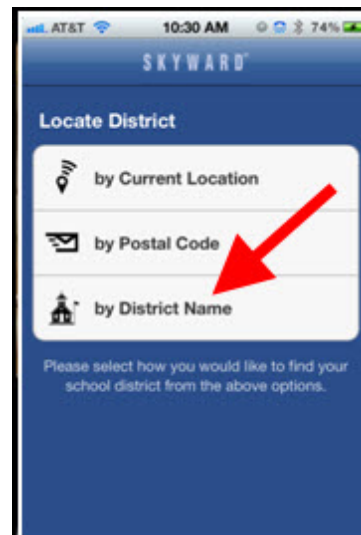 AT&T 10:30 AM 74%
SKYWARD
Locate District
by Current Location
by Postal Code
by District Name
Please select how you would like to find your
school district from the above options.